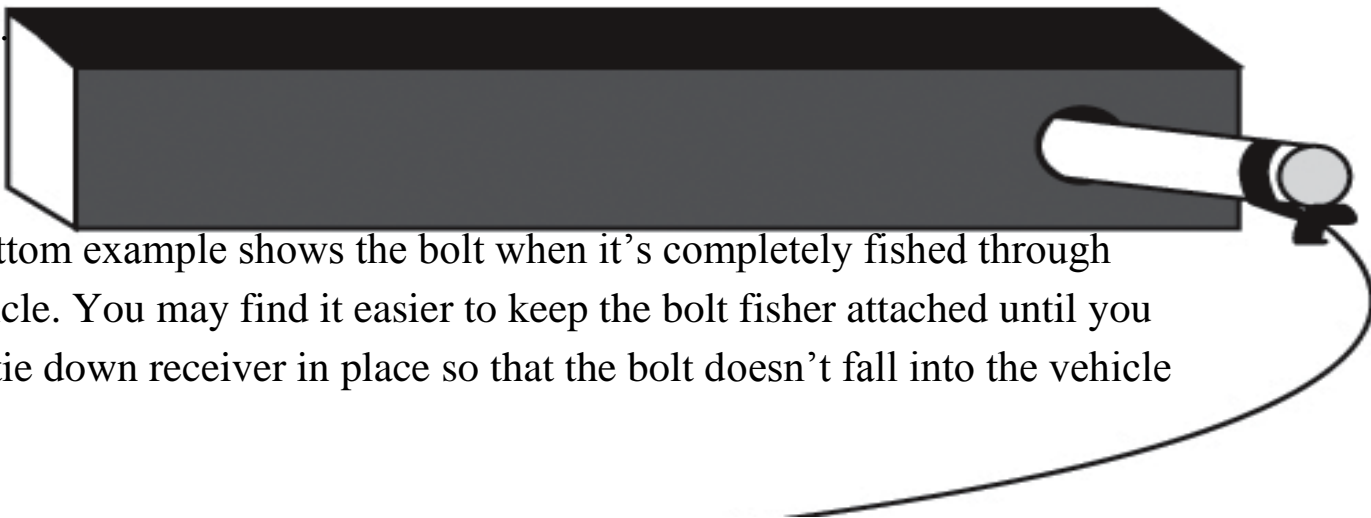 .
ttom example shows the bolt when it’s completely fished through
cle. You may find it easier to keep the bolt fisher attached until you
tie down receiver in place so that the bolt doesn’t fall into the vehicle